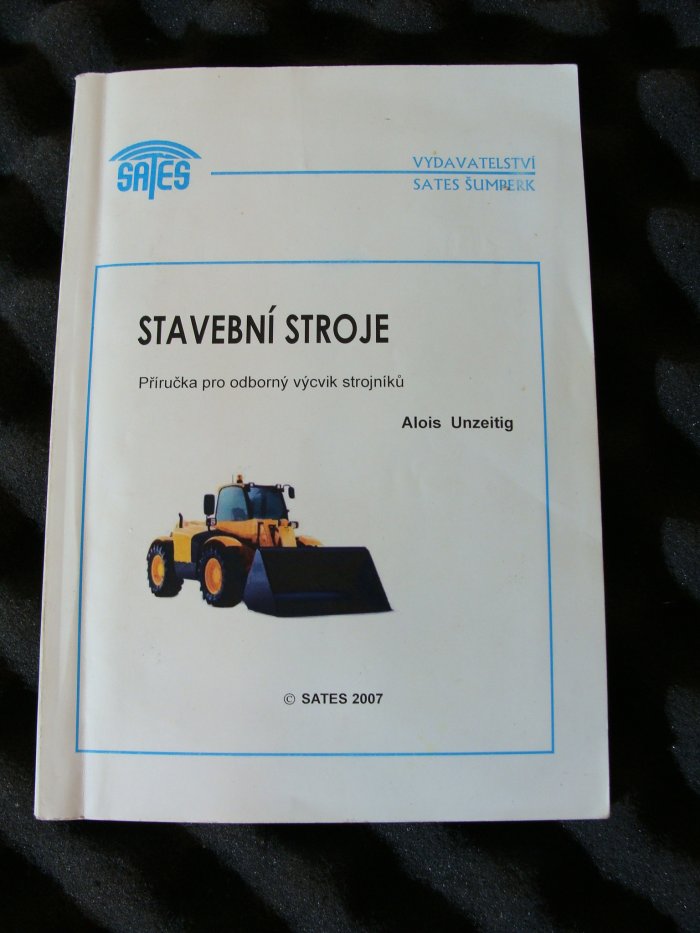 SATES
VYDAVATELSTVÍ
SATES ŠUMPERK
STAVEBNÍ STROJE
Příručka pro odborný výcvik strojníků
Alois Unzeitig
© SATES 2007